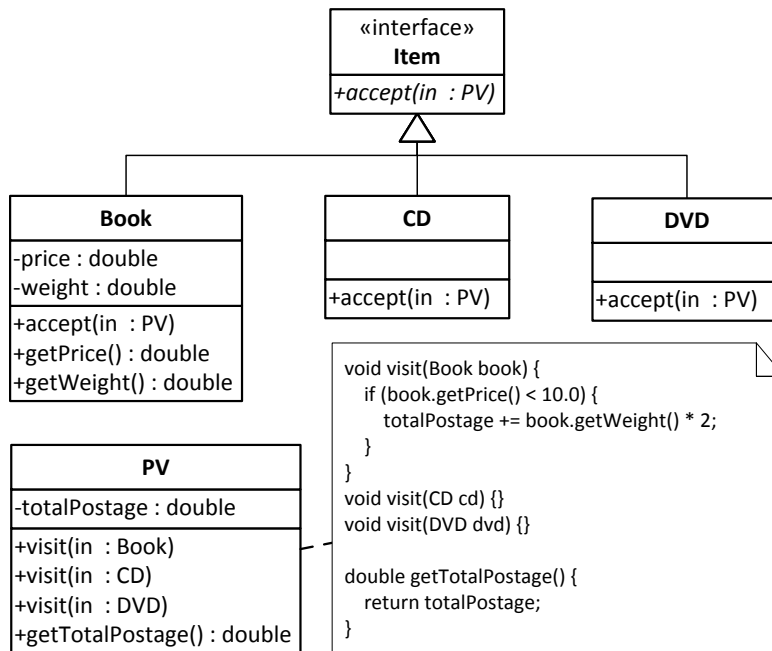 «interface»
Item
+accept(in  : PV)
Book
-price : double
-weight : double
+accept(in  : PV)
+getPrice() : double
+getWeight() : double
CD
+accept(in  : PV)
DVD
+accept(in  : PV)
PV
-totalPostage : double
+visit(in  : Book)
+visit(in  : CD)
+visit(in  : DVD)
+getTotalPostage() : double
void visit(Book book) {
if (book.getPrice() < 10.0) {
totalPostage += book.getWeight() * 2;
}
}
void visit(CD cd) {}
void visit(DVD dvd) {}
double getTotalPostage() {
return totalPostage;
}